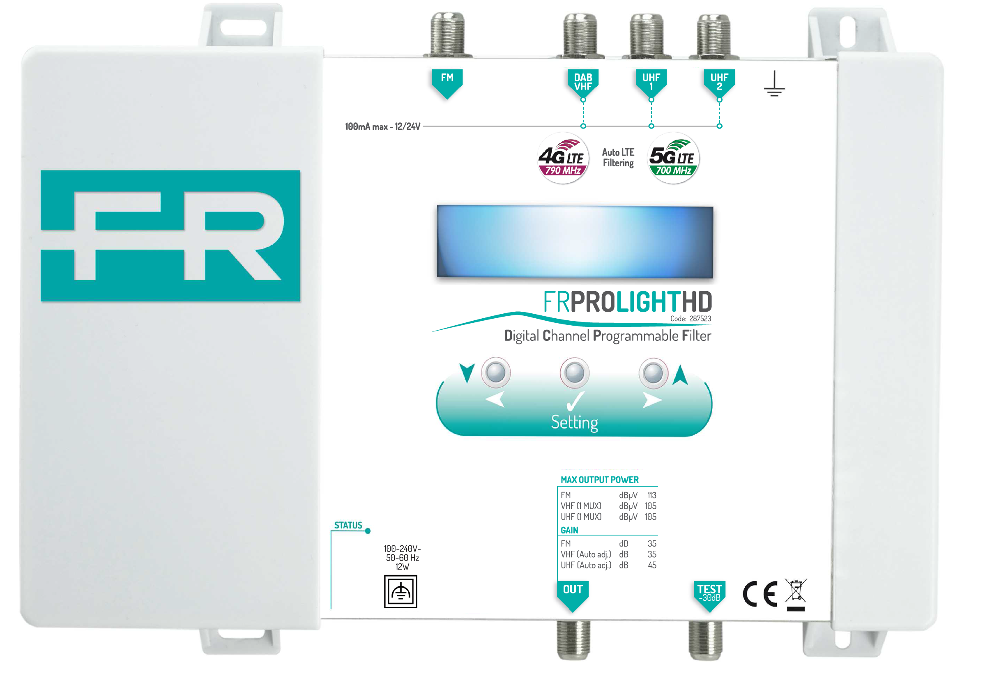 FM
DAB
VHF
UHF
1
UHF
2
100mA max - 12/24V
4G LTE
790 MHz
Auto LTE
Filtering
5G LTE
700 MHz
FR
FRPROLIGHTHD
Code: 287523
Digital Channel Programmable Filter
Setting
MAX OUTPUT POWER
FM dBµV 113
VHF (1 MUX) dBµV 105
UHF (1 MUX) dBµV 105
GAIN
FM dB 35
VHF (Auto adj.) dB 35
UHF (Auto adj.) dB 45
STATUS
100-240V~
50-60 Hz
12W
OUT
TEST
-30dB
CE